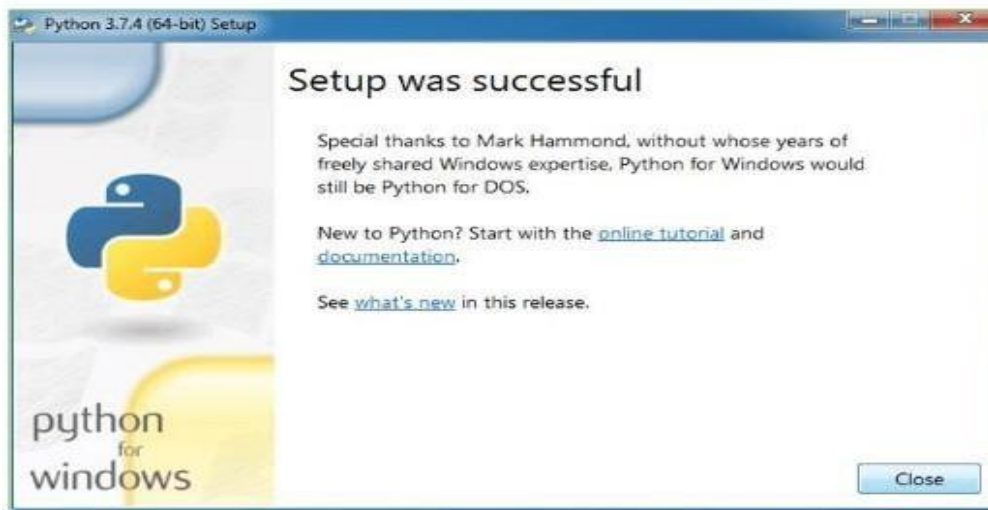 Python 3.7.4 (64-bit) Setup
Setup was successful
Special thanks to Mark Hammond, without whose years of
freely shared Windows expertise, Python for Windows would
still be Python for DOS.
New to Python? Start with the online tutorial and
documentation.
See what's new in this release.
python
for
windows
Close